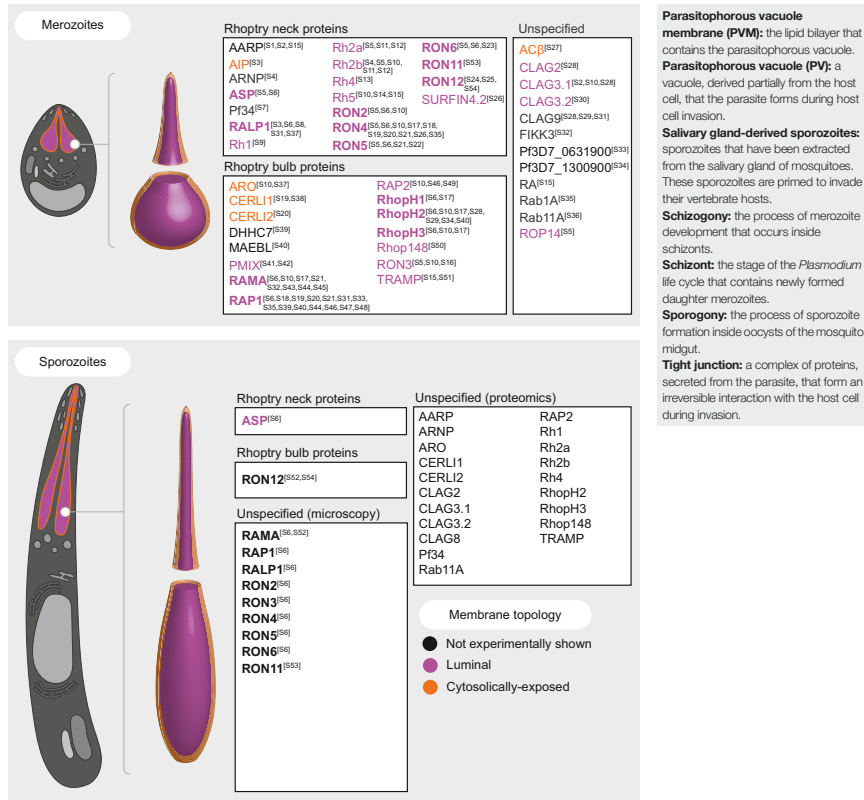 Merozoites
Rhoptry neck proteins
AARP[S1,S2,S15]
AIP[S3]
ARNP[S4]
ASP[S5,S6]
Pf34[S7]
RALP1[S3,S6,S8,
S31,S37]
Rh1[S9]
Rh2a[S5,S11,S12]
Rh2b[S4,S5,S10,
S11,S12]
Rh4[S13]
Rh5[S10,S14,S15]
RON2[S5,S6,S10]
RON4[S5,S6,S10,S17,S18,
S19,S20,S21,S26,S35]
RON5[S5,S6,S21,S22]
RON6[S5,S6,S23]
RON11[S53]
RON12[S24,S25,
S54]
SURFIN4.2[S26]
Rhoptry bulb proteins
ARO[S10,S37]
CERLI1[S19,S38]
CERLI2[S20]
DHHC7[S39]
MAEBL[S40]
PMIX[S41,S42]
RAMA[S6,S10,S17,S21,
S32,S43,S44,S45]
RAP1[S6,S18,S19,S20,S21,S31,S33,
S35,S39,S40,S44,S46,S47,S48]
RAP2[S10,S46,S49]
RhopH1[S6,S17]
RhopH2[S6,S10,S17,S28,
S29,S34,S40]
RhopH3[S6,S10,S17]
Rhop148[S50]
RON3[S5,S10,S16]
TRAMP[S15,S51]
Unspecified
ACβ[S27]
CLAG2[S28]
CLAG3.1[S2,S10,S28]
CLAG3.2[S30]
CLAG9[S28,S29,S31]
FIKK3[S32]
Pf3D7_0631900[S33]
Pf3D7_1300900[S34]
RA[S15]
Rab1A[S35]
Rab11A[S36]
ROP14[S5]
Sporozoites
Rhoptry neck proteins
ASP[S6]
Rhoptry bulb proteins
RON12[S52,S54]
Unspecified (microscopy)
RAMA[S6,S52]
RAP1[S6]
RALP1[S6]
RON2[S6]
RON3[S6]
RON4[S6]
RON5[S6]
RON6[S6]
RON11[S53]
Unspecified (proteomics)
AARP
ARNP
ARO
CERLI1
CERLI2
CLAG2
CLAG3.1
CLAG3.2
CLAG8
Pf34
Rab11A
RAP2
Rh1
Rh2a
Rh2b
Rh4
RhopH2
RhopH3
Rhop148
TRAMP
Membrane topology
Not experimentally shown
Luminal
Cytosolically-exposed
Parasitophorous vacuole
membrane (PVM): the lipid bilayer that
contains the parasitophorous vacuole.
Parasitophorous vacuole (PV): a
vacuole, derived partially from the host
cell, that the parasite forms during host
cell invasion.
Salivary gland-derived sporozoites:
sporozoites that have been extracted
from the salivary gland of mosquitoes.
These sporozoites are primed to invade
their vertebrate hosts.
Schizogony: the process of merozoite
development that occurs inside
schizonts.
Schizont: the stage of the Plasmodium
life cycle that contains newly formed
daughter merozoites.
Sporogony: the process of sporozoite
formation inside oocysts of the mosquito
midgut.
Tight junction: a complex of proteins,
secreted from the parasite, that form an
irreversible interaction with the host cell
during invasion.